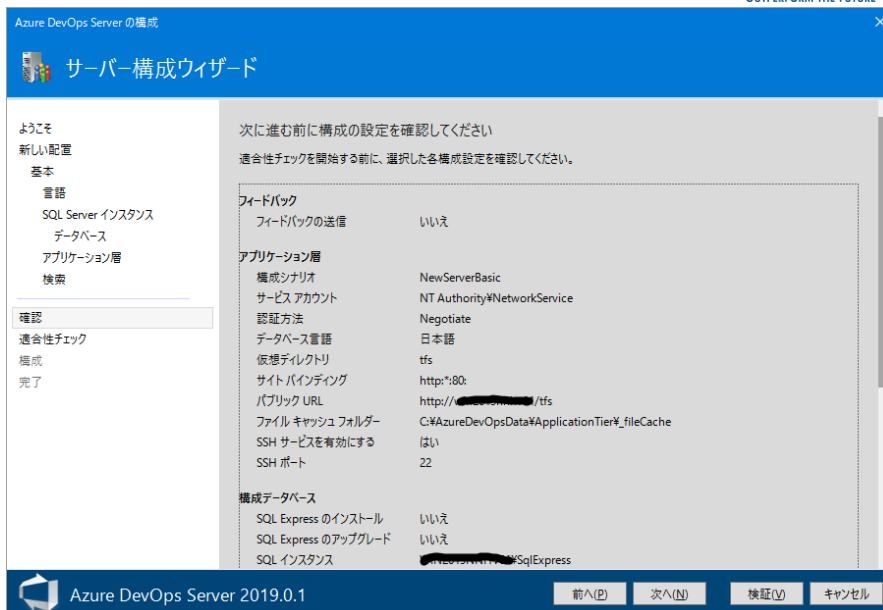 OUTPERFORM THE FUTURE
Azure DevOps Server の構成
サーバー構成ウィザード
ようこそ
新しい配置
基本
言語
SQL Server インスタンス
データベース
アプリケーション層
検索
確認
適合性チェック
構成
完了
次に進む前に構成の設定を確認してください
適合性チェックを開始する前に、選択した各構成設定を確認してください。
フィードバック
フィードバックの送信 いいえ
アプリケーション層
構成シナリオ NewServerBasic
サービス アカウント NT Authority¥NetworkService
認証方法 Negotiate
データベース言語 日本語
仮想ディレクトリ tfs
サイト バインディング http:*:80:
パブリック URL http:// /tfs
ファイル キャッシュ フォルダー C:¥AzureDevOpsData¥ApplicationTier¥_fileCache
SSH サービスを有効にする はい
SSH ポート 22
構成データベース
SQL Express のインストール いいえ
SQL Express のアップグレード いいえ
SQL インスタンス ¥SqlExpress
Azure DevOps Server 2019.0.1
前へ(P) 次へ(N) 検証(V) キャンセル